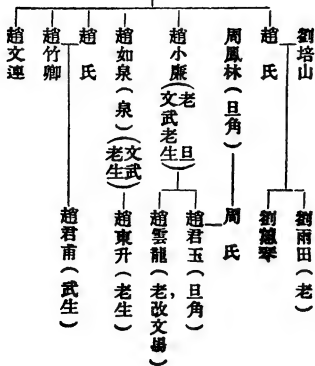 劉培山
趙氏
周鳳林（旦角）
趙小廉（老旦
文武老生）
趙如泉（泉）（文武
老生）
趙氏
趙竹卿
趙文連
劉雨田（老）
劉 琴
周氏
趙君玉（旦角）
趙雲龍（老，改文場）
趙東升（老生）
趙君甫（武生）